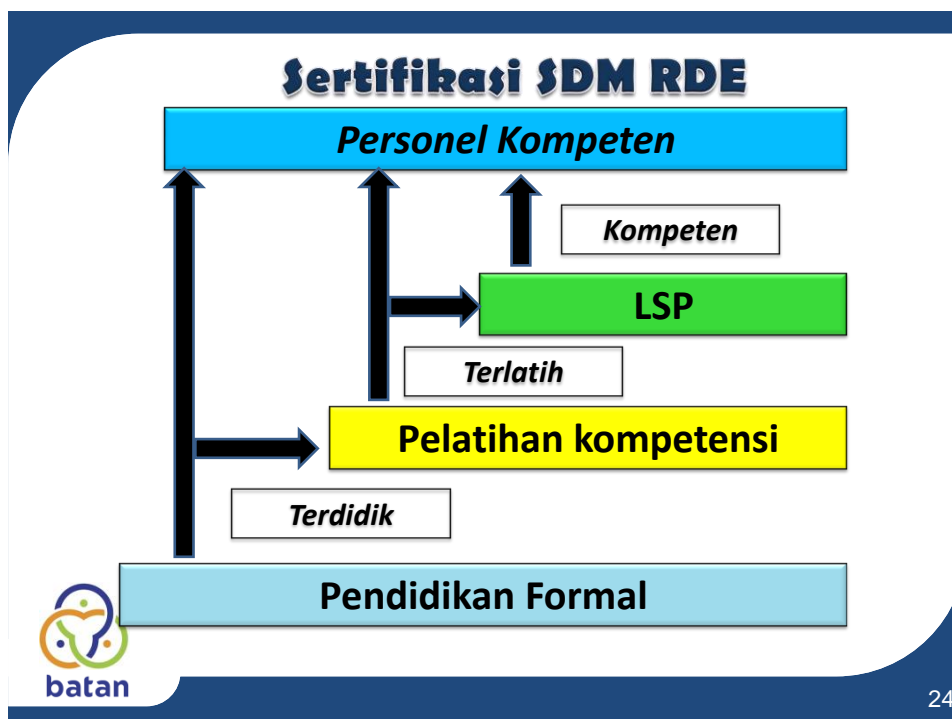 Sertifikasi SDM RDE
Personel Kompeten
Kompeten
LSP
Terlatih
Pelatihan kompetensi
Terdidik
Pendidikan Formal
batan
24